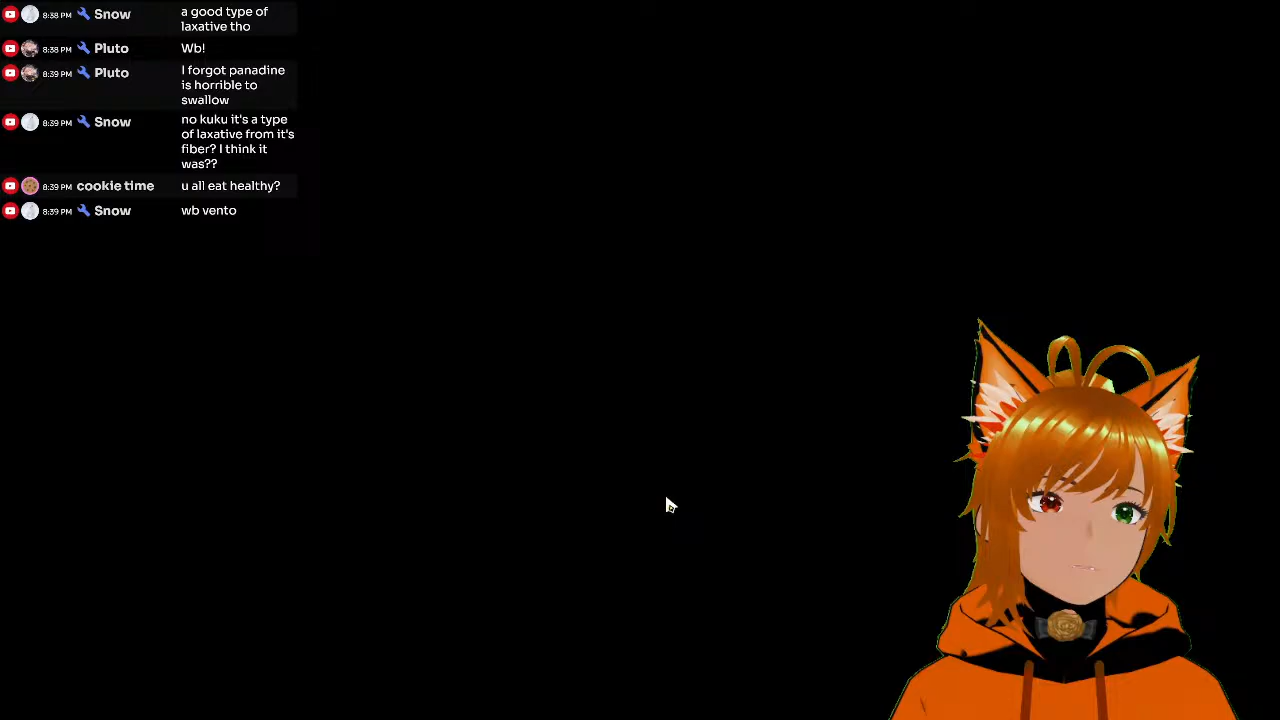 8:38 PM Snow a good type of
laxative tho
8:38 PM Pluto Wb!
8:39 PM Pluto I forgot panadine
is horrible to
swallow
8:39 PM Snow no kuku it's a type
of laxative from it's
fiber? I think it
was??
8:39 PM cookie time u all eat healthy?
8:39 PM Snow wb vento